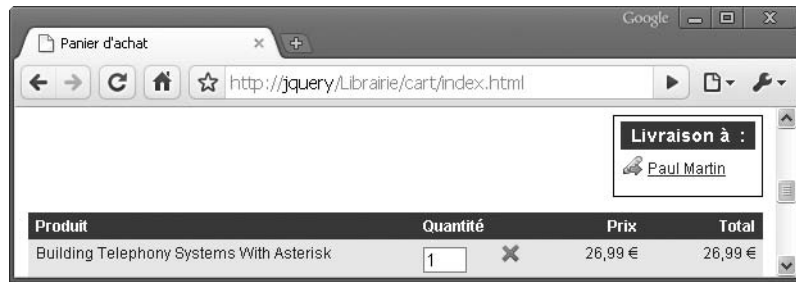 Google
Panier d'achat
http://jquery/Librairie/cart/index.html
Livraison à :
Paul Martin
Produit Quantité Prix Total
Building Telephony Systems With Asterisk 1 26,99 € 26,99 €